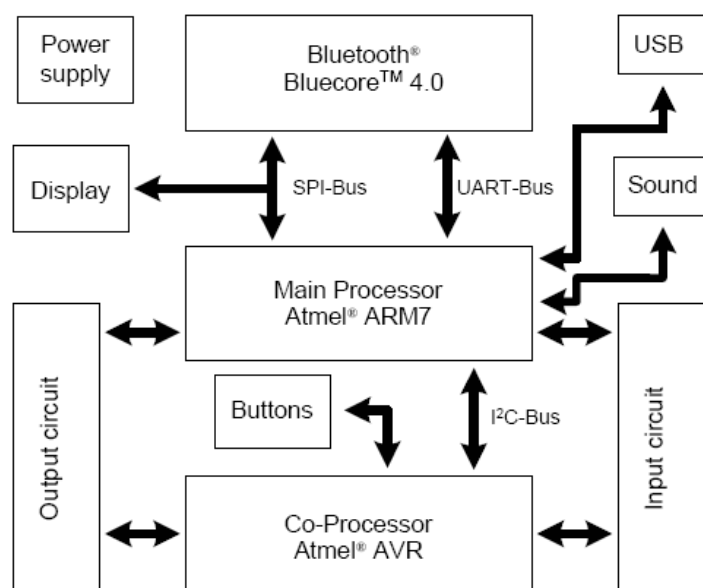 Power
supply
Bluetooth®
Bluecore™ 4.0
USB
Display
SPI-Bus
UART-Bus
Sound
Main Processor
Atmel® ARM7
Output circuit
Buttons
I²C-Bus
Input circuit
Co-Processor
Atmel® AVR